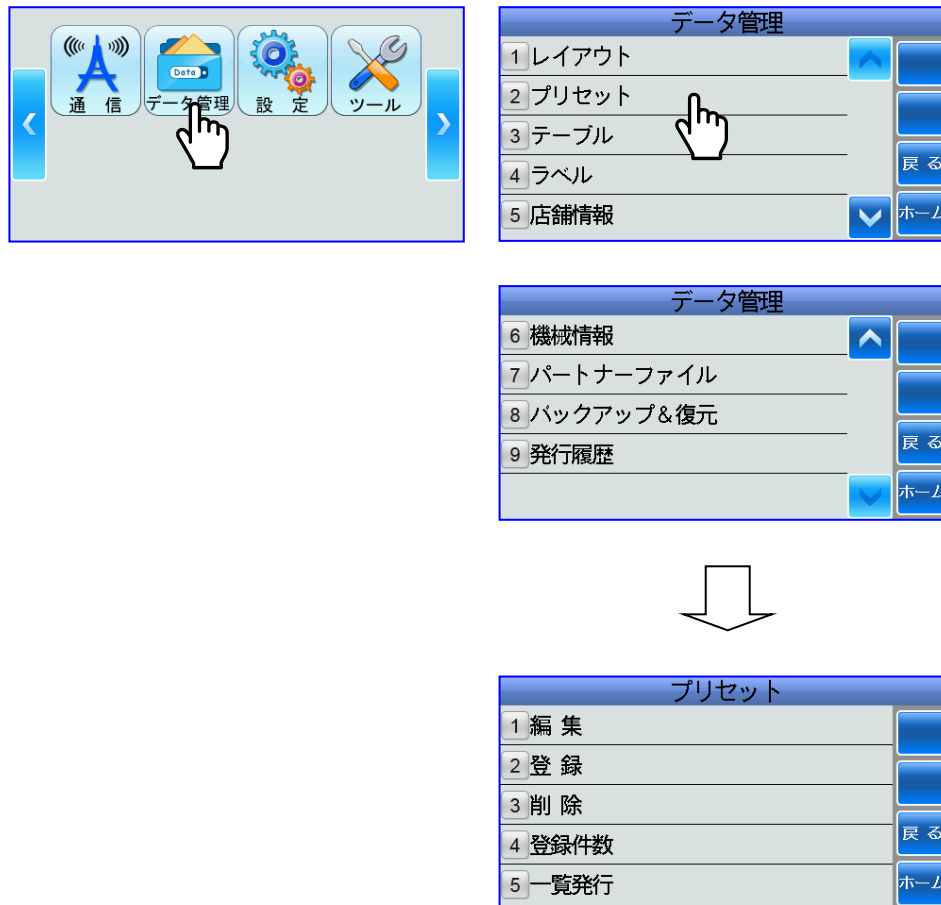 Data
通 信
データ管理
設 定
ツール
データ管理
1 レイアウト
2 プリセット
3 テーブル
4 ラベル
5 店舗情報
戻る
ホーム
データ管理
6 機械情報
7 パートナーファイル
8 バックアップ＆復元
9 発行履歴
戻る
ホーム
プリセット
1 編 集
2 登 録
3 削 除
4 登録件数
5 一覧発行
戻る
ホーム